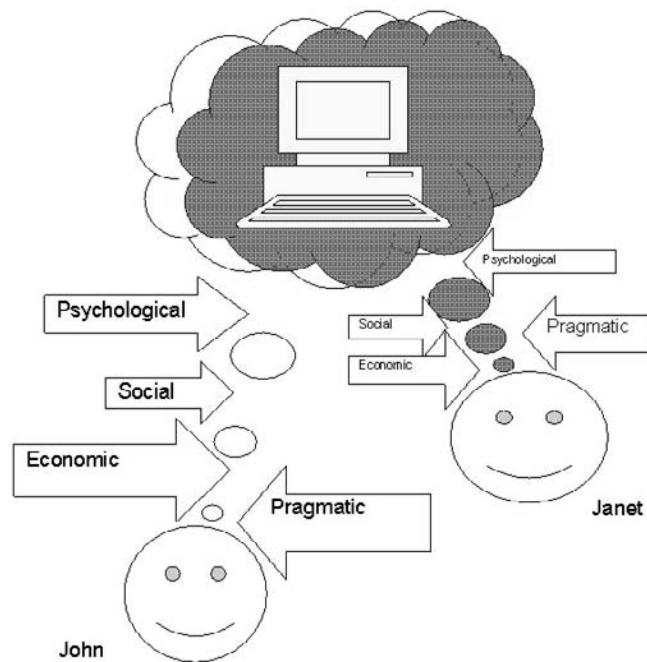 Psychological
Psychological
Social
Pragmatic
Economic
Social
Economic
Pragmatic
Janet
John